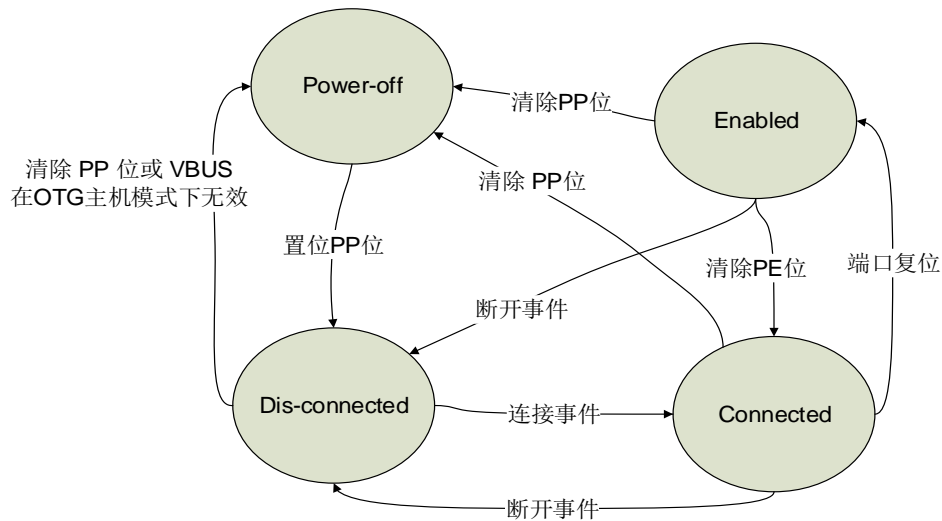 Power-off
Enabled
清除PP位
清除 PP 位或 VBUS
在OTG主机模式下无效
清除 PP位
置位PP位
清除PE位
端口复位
断开事件
Dis-connected
连接事件
Connected
断开事件